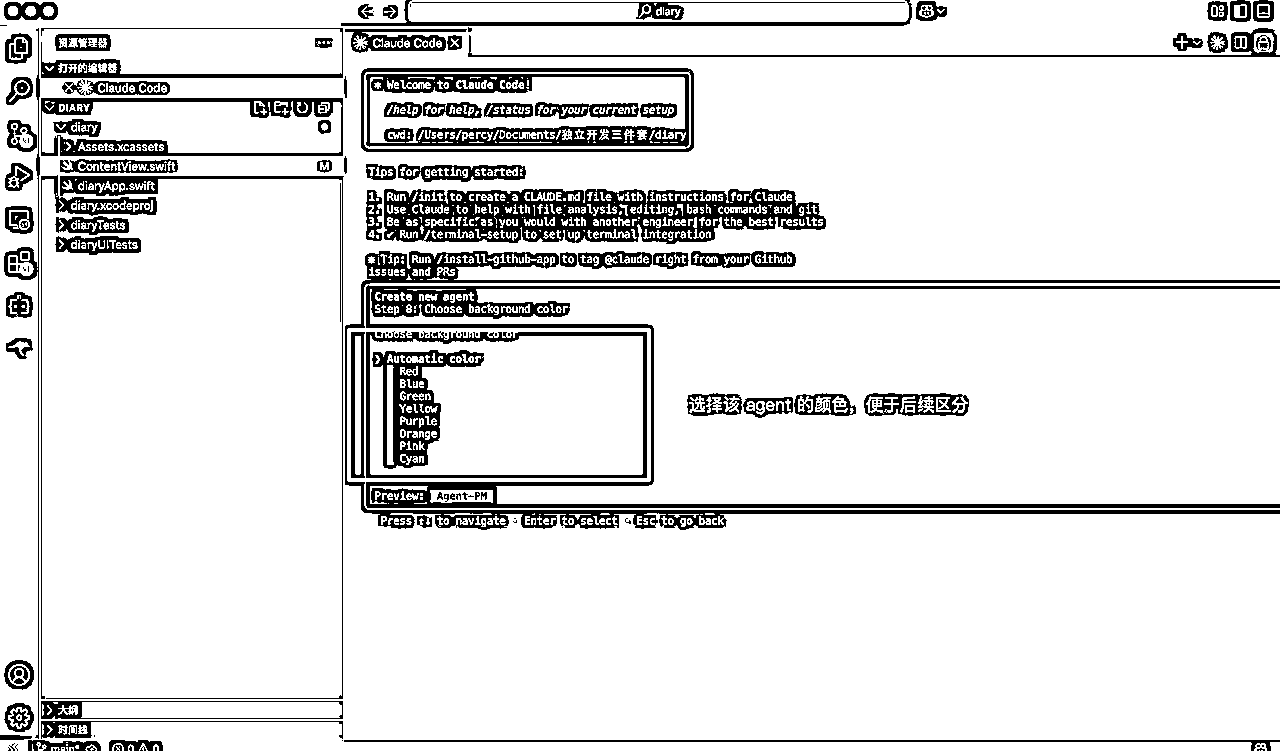 diary
资源管理器
打开的编辑器
Claude Code
DIARY
diary
Assets.xcassets
ContentView.swift
M
diaryApp.swift
diary.xcodeproj
diaryTests
diaryUITests
大纲
时间线
main*
0 0
Claude Code
* Welcome to Claude Code!
/help for help, /status for your current setup
cwd: /Users/percy/Documents/独立开发三件套/diary
Tips for getting started:
1. Run /init to create a CLAUDE.md file with instructions for Claude
2. Use Claude to help with file analysis, editing, bash commands and git
3. Be as specific as you would with another engineer for the best results
4. ✔ Run /terminal-setup to set up terminal integration
* Tip: Run /install-github-app to tag @claude right from your Github
issues and PRs
Create new agent
Step 8: Choose background color
Choose background color
❯ Automatic color
Red
Blue
Green
Yellow
Purple
Orange
Pink
Cyan
选择该 agent 的颜色，便于后续区分
Preview: Agent-PM
Press ↑↓ to navigate · Enter to select · Esc to go back